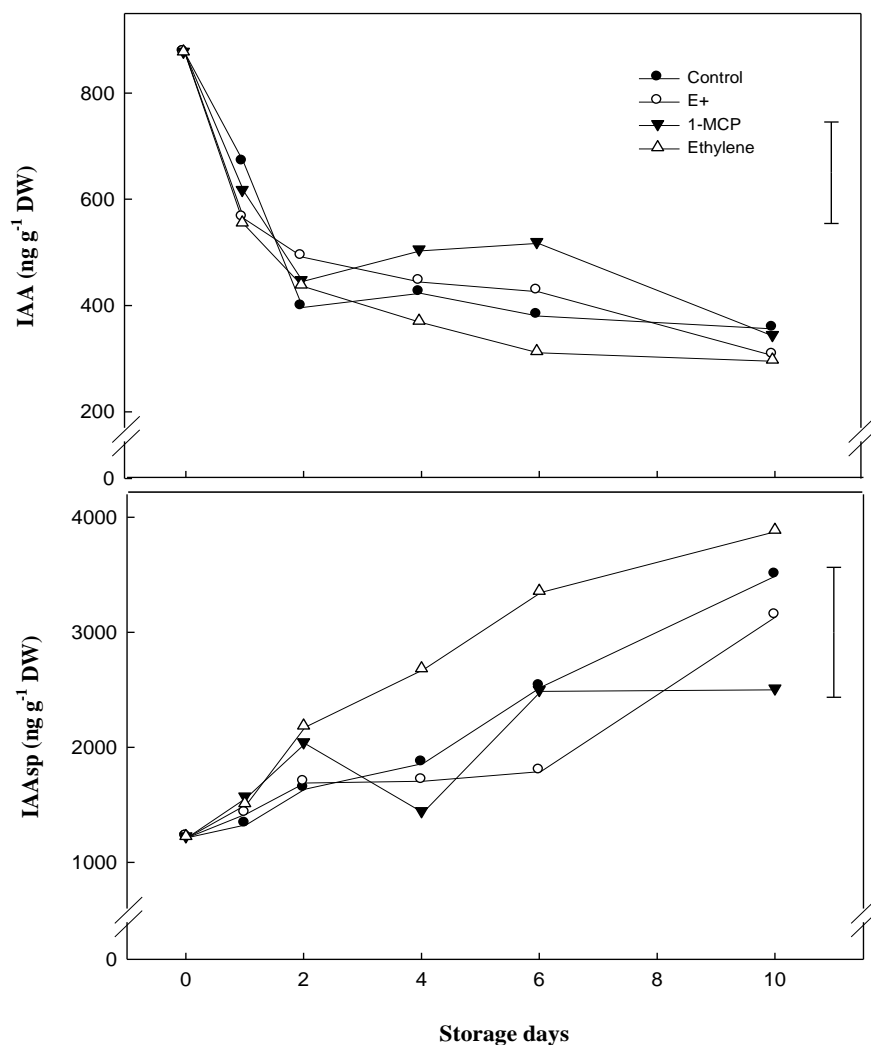 800
600
400
200
0
IAA (ng g⁻¹ DW)
Control
E+
1-MCP
Ethylene
4000
3000
2000
1000
0
IAAsp (ng g⁻¹ DW)
0 2 4 6 8 10
Storage days